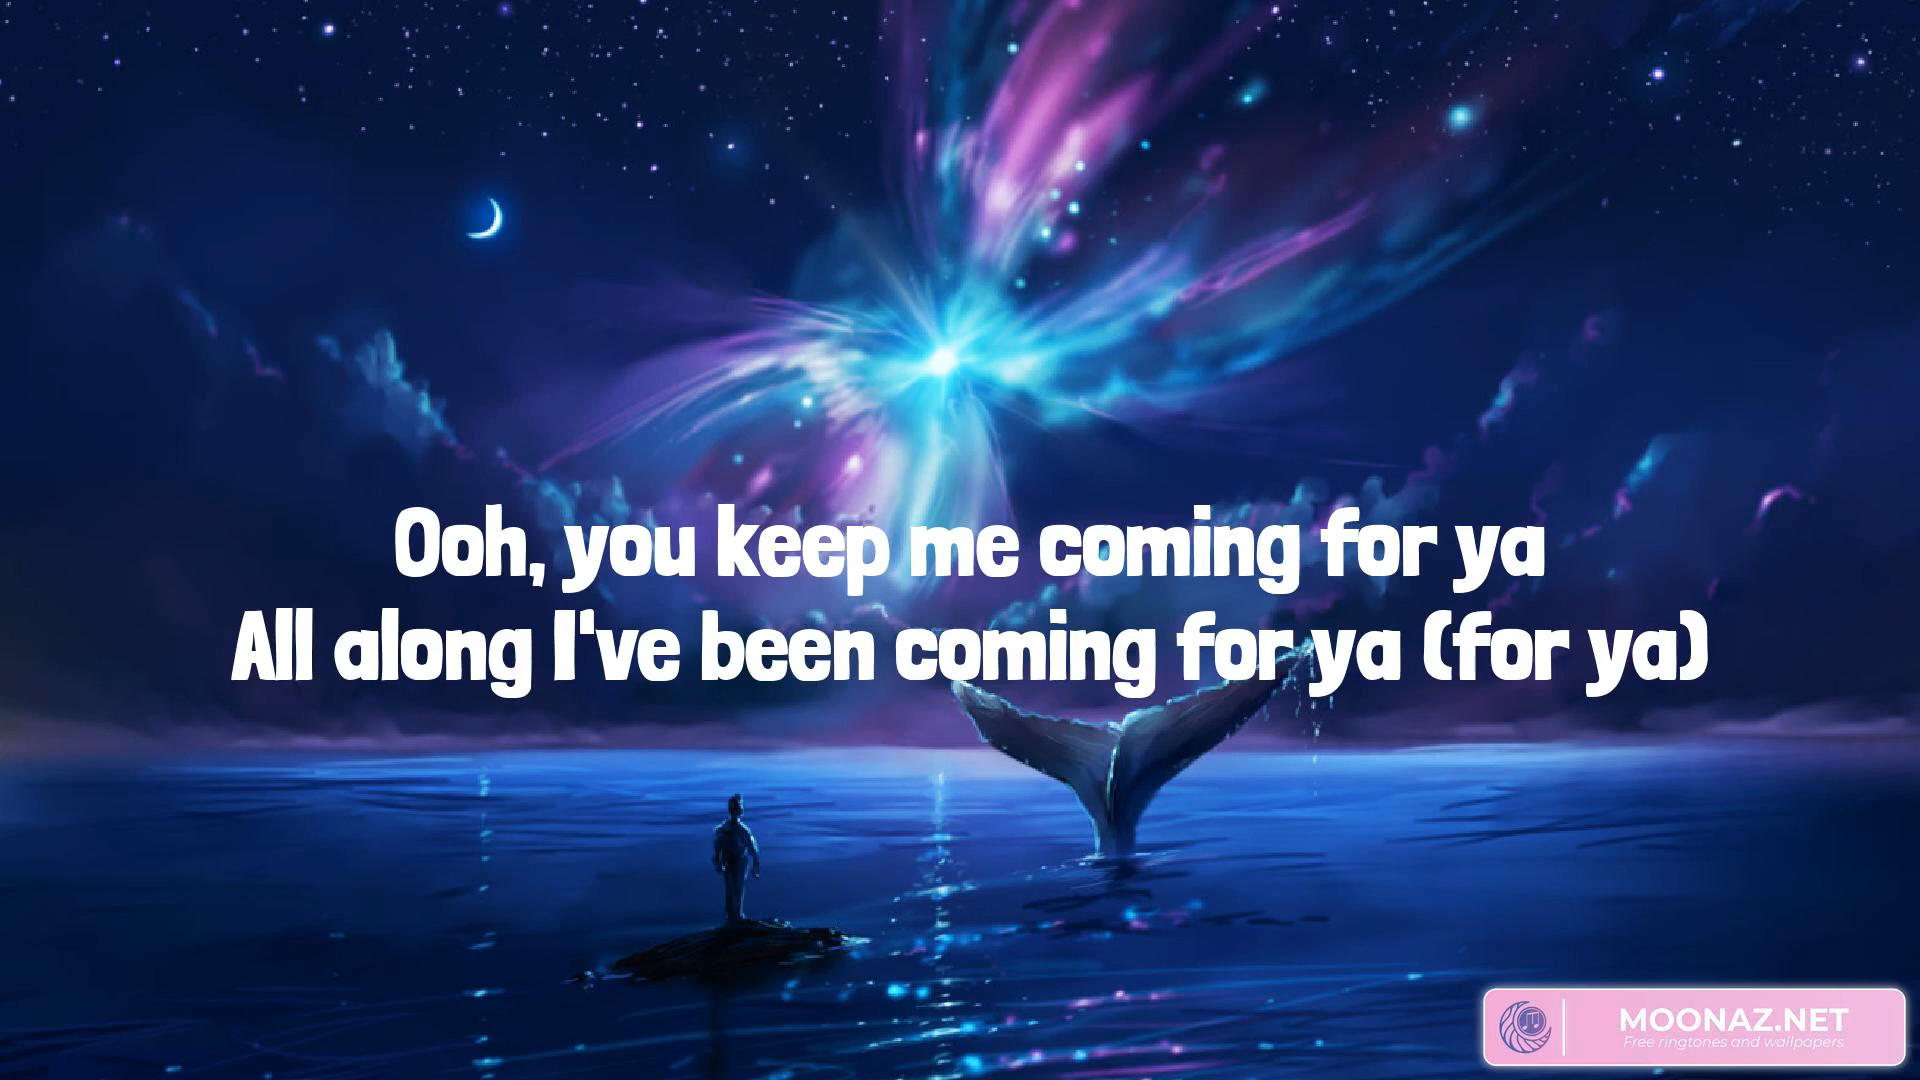 Ooh, you keep me coming for ya
All along I've been coming for ya (for ya)
MOONAZ.NET
Free ringtones and wallpapers